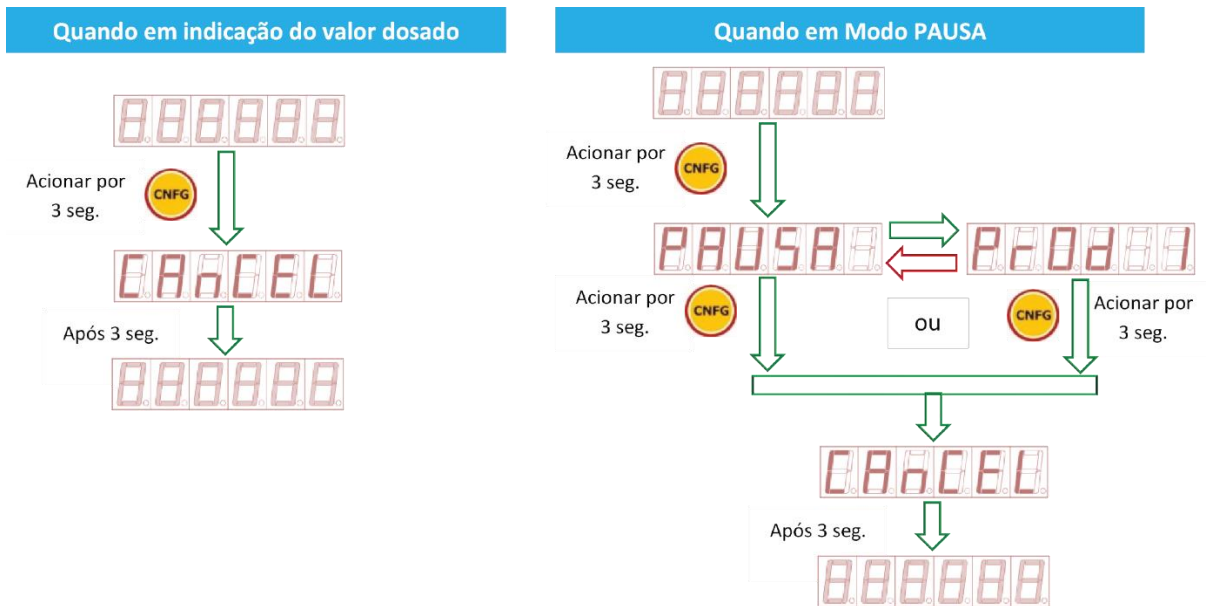 Quando em indicação do valor dosado
Acionar por
3 seg.
CNFG
CAnCEL
Após 3 seg.
Quando em Modo PAUSA
Acionar por
3 seg.
CNFG
PAUSA
PrOd 1
Acionar por
3 seg.
CNFG
ou
CNFG
Acionar por
3 seg.
CAnCEL
Após 3 seg.